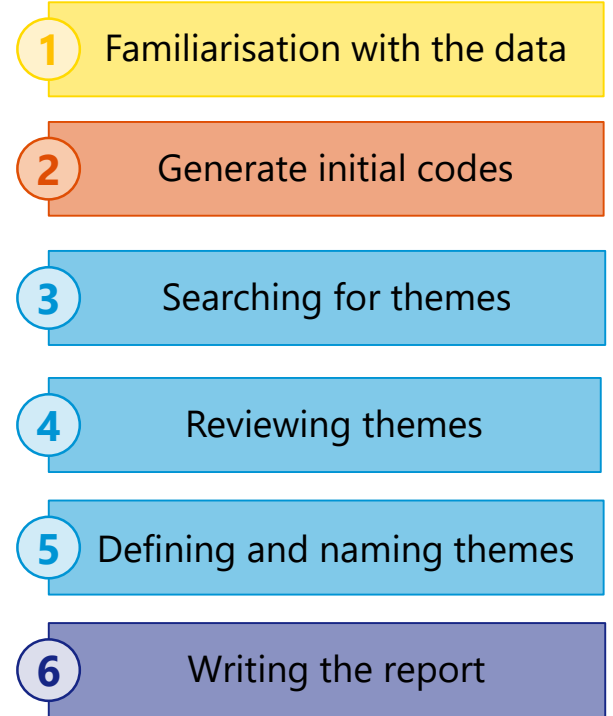 1 Familiarisation with the data
2 Generate initial codes
3 Searching for themes
4 Reviewing themes
5 Defining and naming themes
6 Writing the report